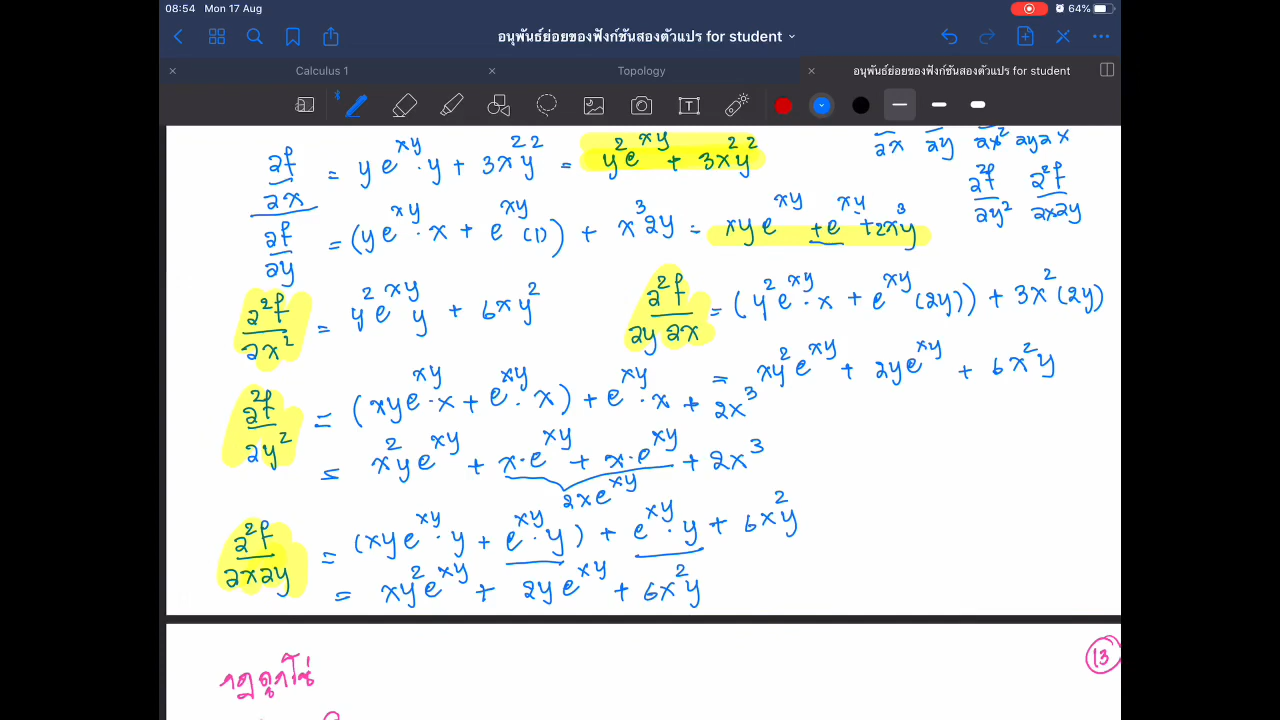 08:54 Mon 17 Aug 64%
อนุพันธ์ย่อยของฟังก์ชันสองตัวแปร for student
Calculus 1 Topology อนุพันธ์ย่อยของฟังก์ชันสองตัวแปร for student
∂x ∂y ∂x² ∂y∂x
∂f/∂x = ye^xy · y + 3x²y² = y²e^xy + 3x²y²
∂²f/∂y² ∂²f/∂x∂y
∂f/∂y = (ye^xy · x + e^xy (1)) + x³2y = xye^xy + e^xy + 2x³y
∂²f/∂x² = y²e^xy y + 6xy²
∂²f/∂y∂x = (y²e^xy · x + e^xy (2y)) + 3x²(2y)
= xy²e^xy + 2ye^xy + 6x²y
∂²f/∂y² = (xye^xy · x + e^xy · x) + e^xy · x + 2x³
= x²ye^xy + x·e^xy + x·e^xy + 2x³
2xe^xy
∂²f/∂x∂y = (xye^xy · y + e^xy · y) + e^xy · y + 6x²y
= xy²e^xy + 2ye^xy + 6x²y
13
กฎลูกโซ่